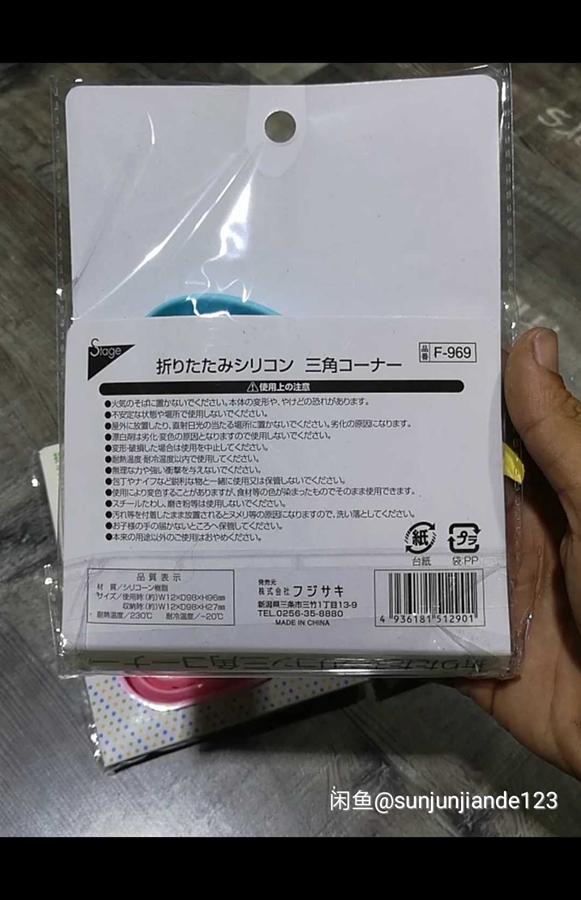 Stage
折りたたみシリコン 三角コーナー
品番 F-969
⚠使用上の注意
●火気のそばに置かないでください。本体の変形や、やけどの恐れがあります。
●不安定な状態や場所で使用しないでください。
●屋外に放置したり、直射日光の当たる場所に置かないでください。劣化の原因になります。
●漂白剤は劣化・変色の原因となりますので使用しないでください。
●変形・破損した場合は使用を中止してください。
●耐熱温度・耐冷温度以内で使用してください。
●無理な力や強い衝撃を与えないでください。
●包丁やナイフなど鋭利な物と一緒に使用又は保管しないでください。
●使用により変色することがありますが、食材等の色が染まったものでそのまま使用できます。
●スチールたわし、磨き粉等は使用しないでください。
●汚れ等を付着したまま放置されるとヌメリ等の原因になりますので、洗い落としてください。
●お子様の手の届かないところへ保管してください。
●本来の用途以外のご使用はおやめください。
紙
台紙
プラ
袋:PP
品質表示
材 質/シリコーン樹脂
サイズ/使用時:(約)W12×D98×H96mm
収納時:(約)W12×D98×H27mm
耐熱温度/230℃ 耐冷温度/-20℃
発売元
株式会社 フジサキ
新潟県三条市三竹1丁目13-9
TEL.0256-35-8880
MADE IN CHINA
4 936181 512901
折りたたみシリコン三角コーナー
闲鱼@sunjunjiande123